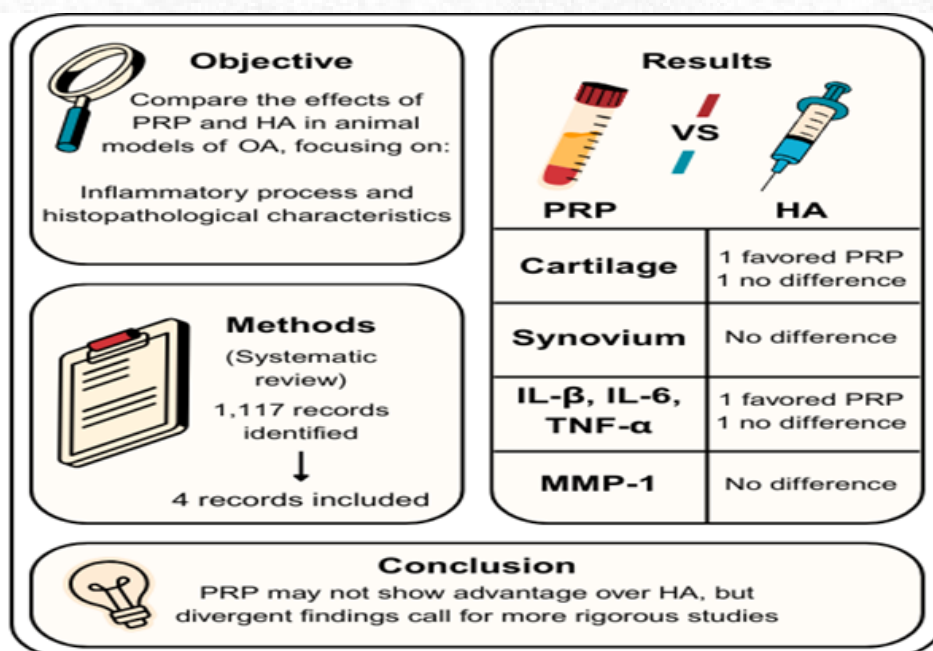 Objective
Compare the effects of
PRP and HA in animal
models of OA, focusing on:
Inflammatory process and
histopathological characteristics
Methods
(Systematic
review)
1,117 records
identified
4 records included
Results
VS
PRP
HA
Cartilage
1 favored PRP
1 no difference
Synovium
No difference
IL-β, IL-6,
TNF-α
1 favored PRP
1 no difference
MMP-1
No difference
Conclusion
PRP may not show advantage over HA, but
divergent findings call for more rigorous studies